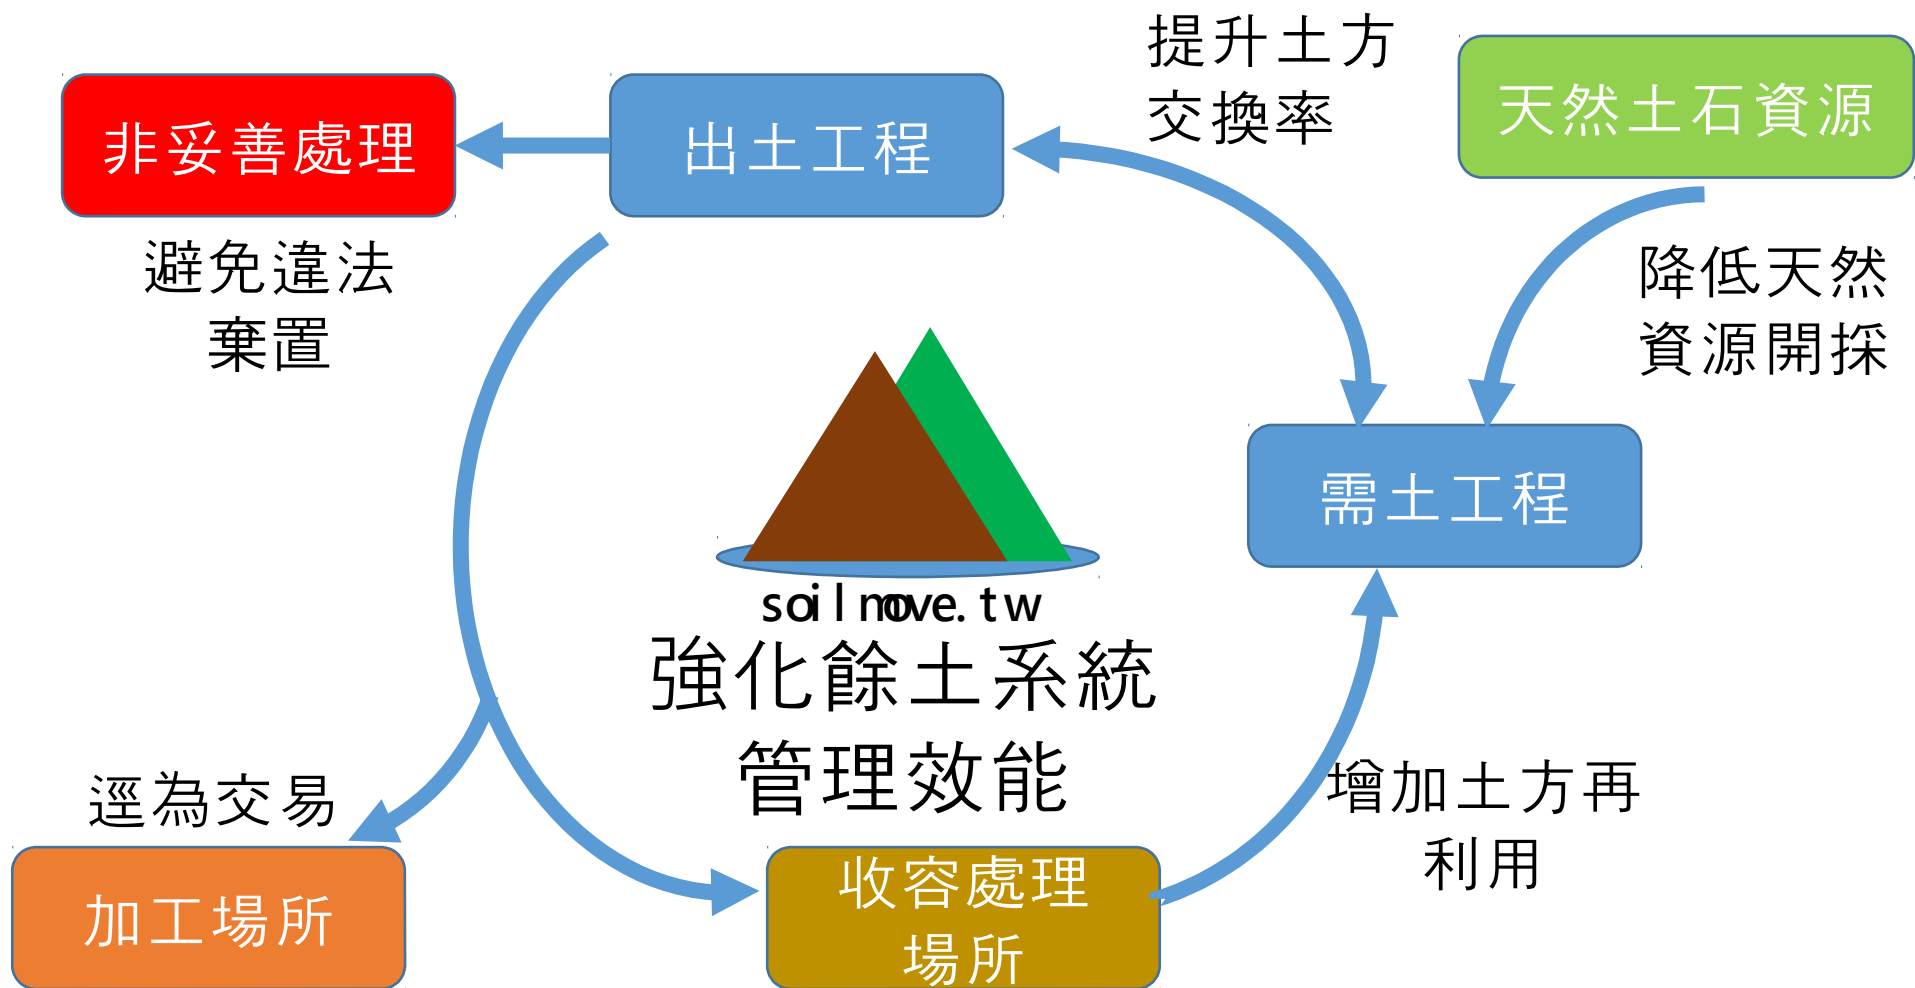 提升土方
交換率
天然土石資源
非妥善處理
出土工程
避免違法
棄置
降低天然
資源開採
需土工程
soilmove.tw
強化餘土系統
管理效能
逕為交易
增加土方再
利用
加工場所
收容處理
場所